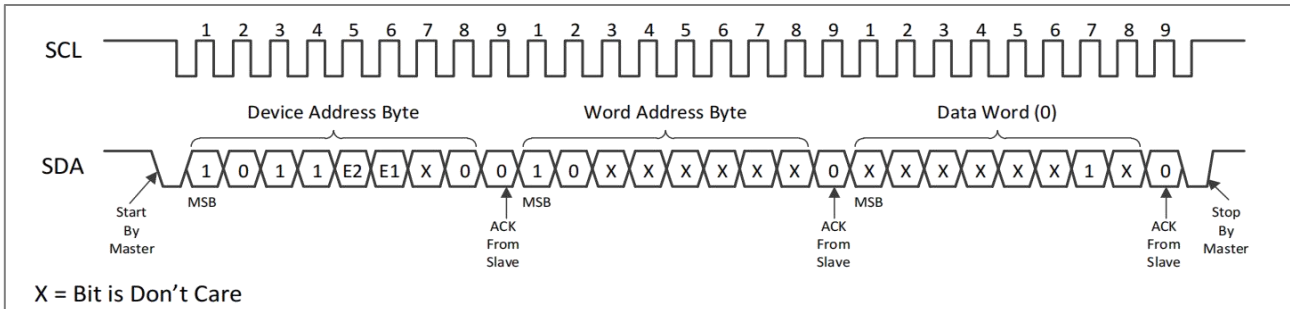 1 2 3 4 5 6 7 8 9 1 2 3 4 5 6 7 8 9 1 2 3 4 5 6 7 8 9
SCL
Device Address Byte Word Address Byte Data Word (0)
SDA 1 0 1 1 E2 E1 X 0 0 1 0 X X X X X X 0 X X X X X X 1 X 0
MSB MSB MSB
Start
By
Master
ACK
From
Slave
ACK
From
Slave
ACK
From
Slave
Stop
By
Master
X = Bit is Don't Care